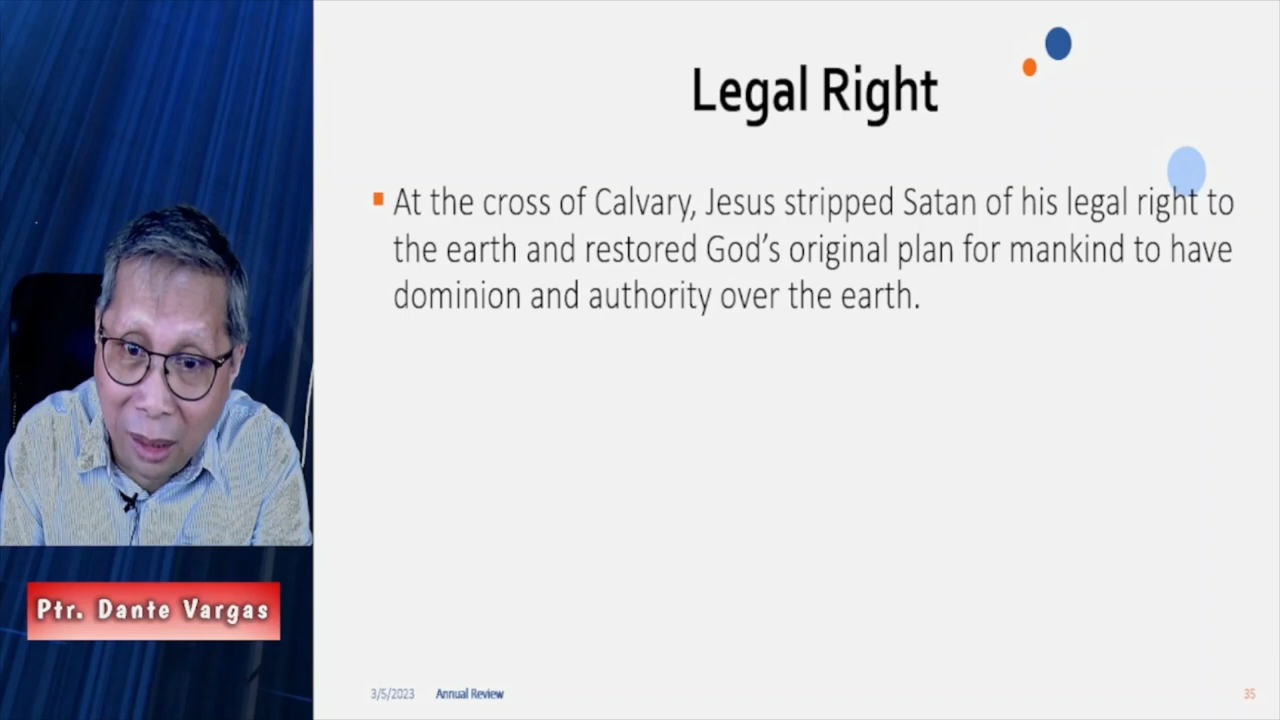 Legal Right
At the cross of Calvary, Jesus stripped Satan of his legal right to
the earth and restored God’s original plan for mankind to have
dominion and authority over the earth.
Ptr. Dante Vargas
3/5/2023 Annual Review 35